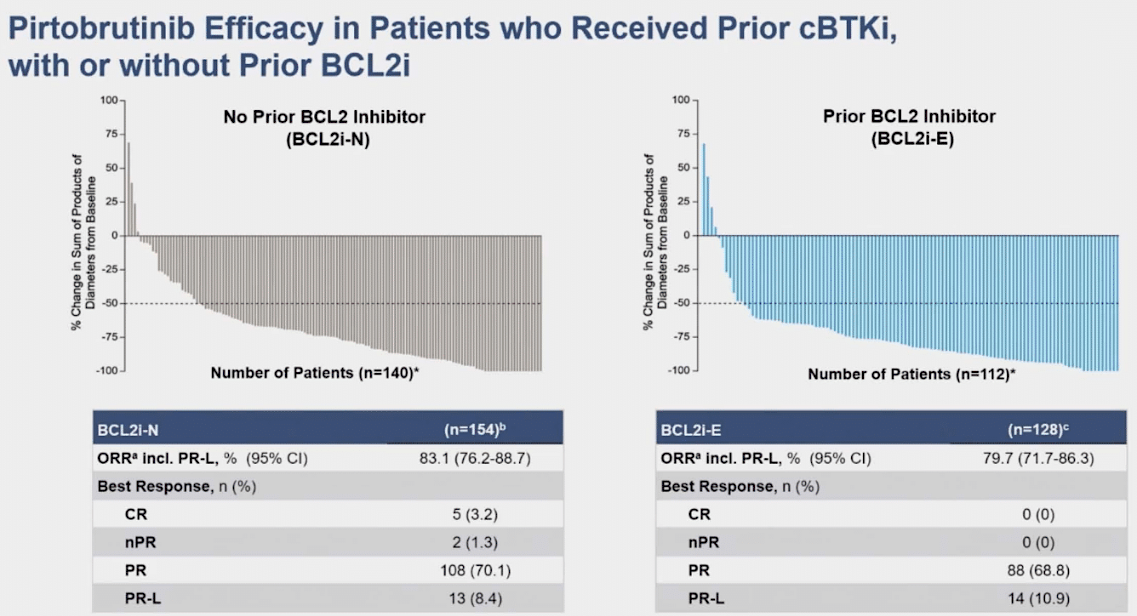 Pirtobrutinib Efficacy in Patients who Received Prior cBTKi,
with or without Prior BCL2i
% Change in Sum of Products of
Diameters from Baseline
100
75
50
25
0
-25
-50
-75
-100
No Prior BCL2 Inhibitor
(BCL2i-N)
Number of Patients (n=140)*
% Change in Sum of Products of
Diameters from Baseline
100
75
50
25
0
-25
-50
-75
-100
Prior BCL2 Inhibitor
(BCL2i-E)
Number of Patients (n=112)*
BCL2i-N (n=154)ᵇ
ORRᵃ incl. PR-L, % (95% CI) 83.1 (76.2-88.7)
Best Response, n (%)
CR 5 (3.2)
nPR 2 (1.3)
PR 108 (70.1)
PR-L 13 (8.4)
BCL2i-E (n=128)ᶜ
ORRᵃ incl. PR-L, % (95% CI) 79.7 (71.7-86.3)
Best Response, n (%)
CR 0 (0)
nPR 0 (0)
PR 88 (68.8)
PR-L 14 (10.9)